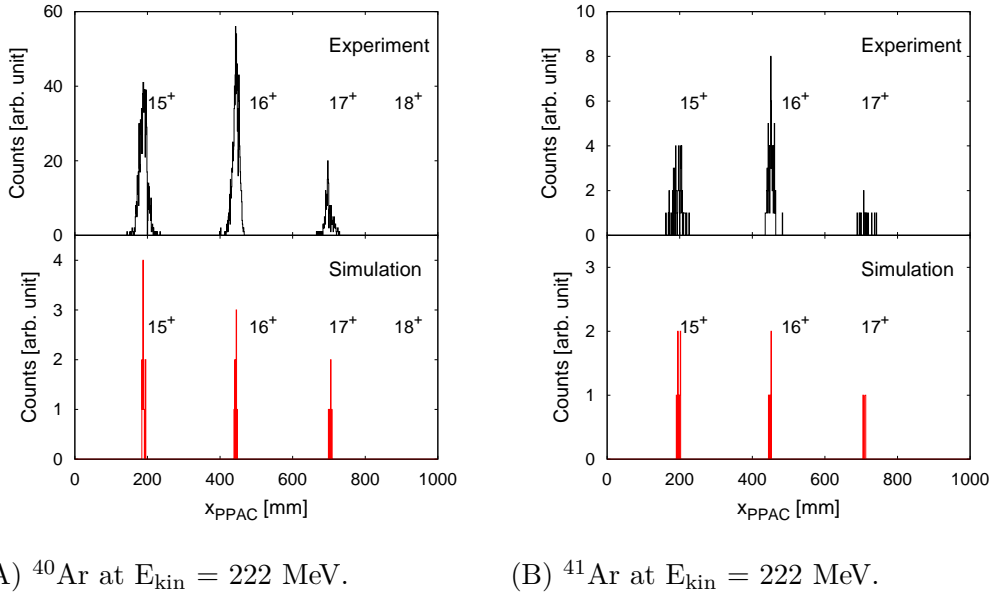 60
40
20
0
Counts [arb. unit]
Experiment
15+ 16+ 17+ 18+
4
3
2
1
0
Counts [arb. unit]
Simulation
15+ 16+ 17+ 18+
0 200 400 600 800 1000
xPPAC [mm]
A) 40Ar at Ekin = 222 MeV.
10
8
6
4
2
0
Counts [arb. unit]
Experiment
15+ 16+ 17+
3
2
1
0
Counts [arb. unit]
Simulation
15+ 16+ 17+
0 200 400 600 800 1000
xPPAC [mm]
(B) 41Ar at Ekin = 222 MeV.